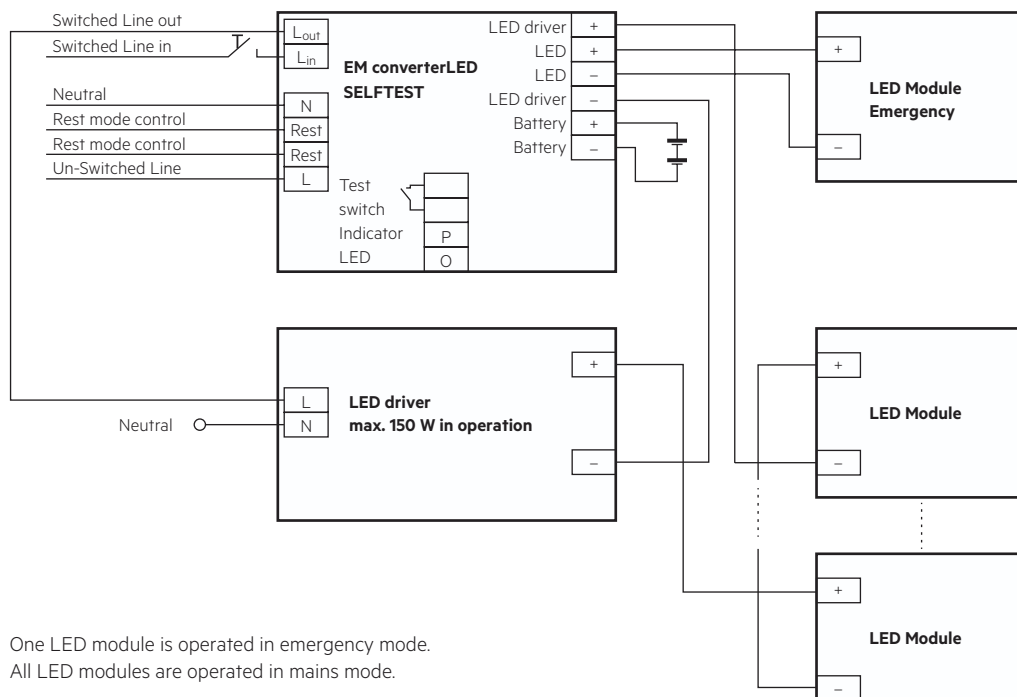 Switched Line out
Switched Line in
Neutral
Rest mode control
Rest mode control
Un-Switched Line
Lout
Lin
N
Rest
Rest
L
EM converterLED
SELFTEST
Test
switch
Indicator
LED
P
O
LED driver +
LED +
LED –
LED driver –
Battery +
Battery –
+
–
LED Module
Emergency
Neutral
L
N
LED driver
max. 150 W in operation
+
–
+
–
LED Module
+
–
LED Module
One LED module is operated in emergency mode.
All LED modules are operated in mains mode.